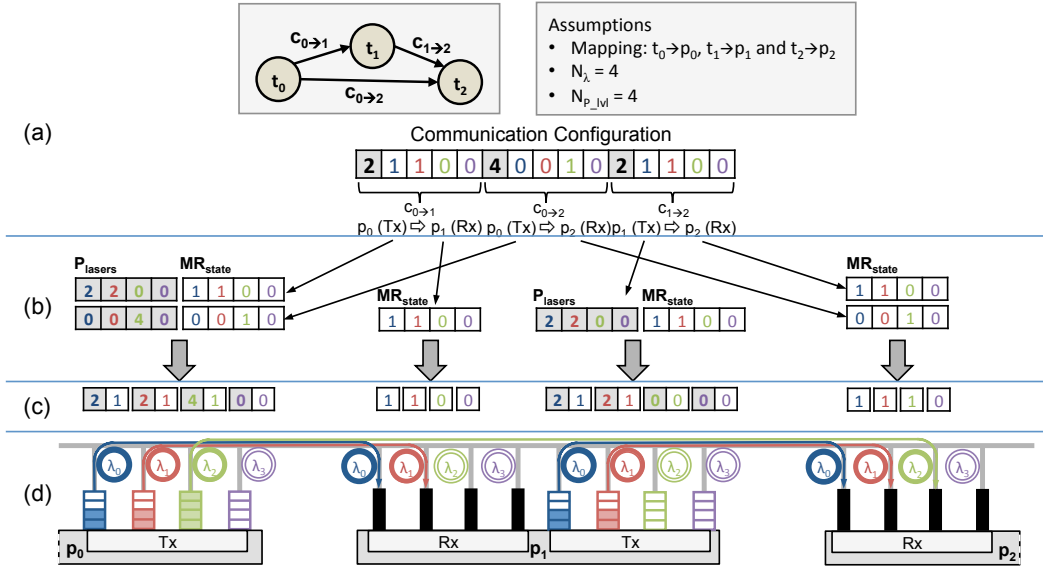 c0→1
t1
c1→2
t0
c0→2
t2
Assumptions
• Mapping: t0→p0, t1→p1 and t2→p2
• Nλ = 4
• NP_lvl = 4
(a)
Communication Configuration
2 1 1 0 0 4 0 0 1 0 2 1 1 0 0
c0→1 c0→2 c1→2
p0 (Tx) ⇨ p1 (Rx) p0 (Tx) ⇨ p2 (Rx) p1 (Tx) ⇨ p2 (Rx)
(b)
Plasers MRstate
2 2 0 0 1 1 0 0
0 0 4 0 0 0 1 0
MRstate
1 1 0 0
Plasers MRstate
2 2 0 0 1 1 0 0
MRstate
1 1 0 0
0 0 1 0
(c)
2 1 2 1 4 1 0 0
1 1 0 0
2 1 2 1 0 0 0 0
1 1 1 0
(d)
λ0 λ1 λ2 λ3 λ0 λ1 λ2 λ3 λ0 λ1 λ2 λ3 λ0 λ1 λ2 λ3
p0 Tx Rx p1 Tx Rx p2